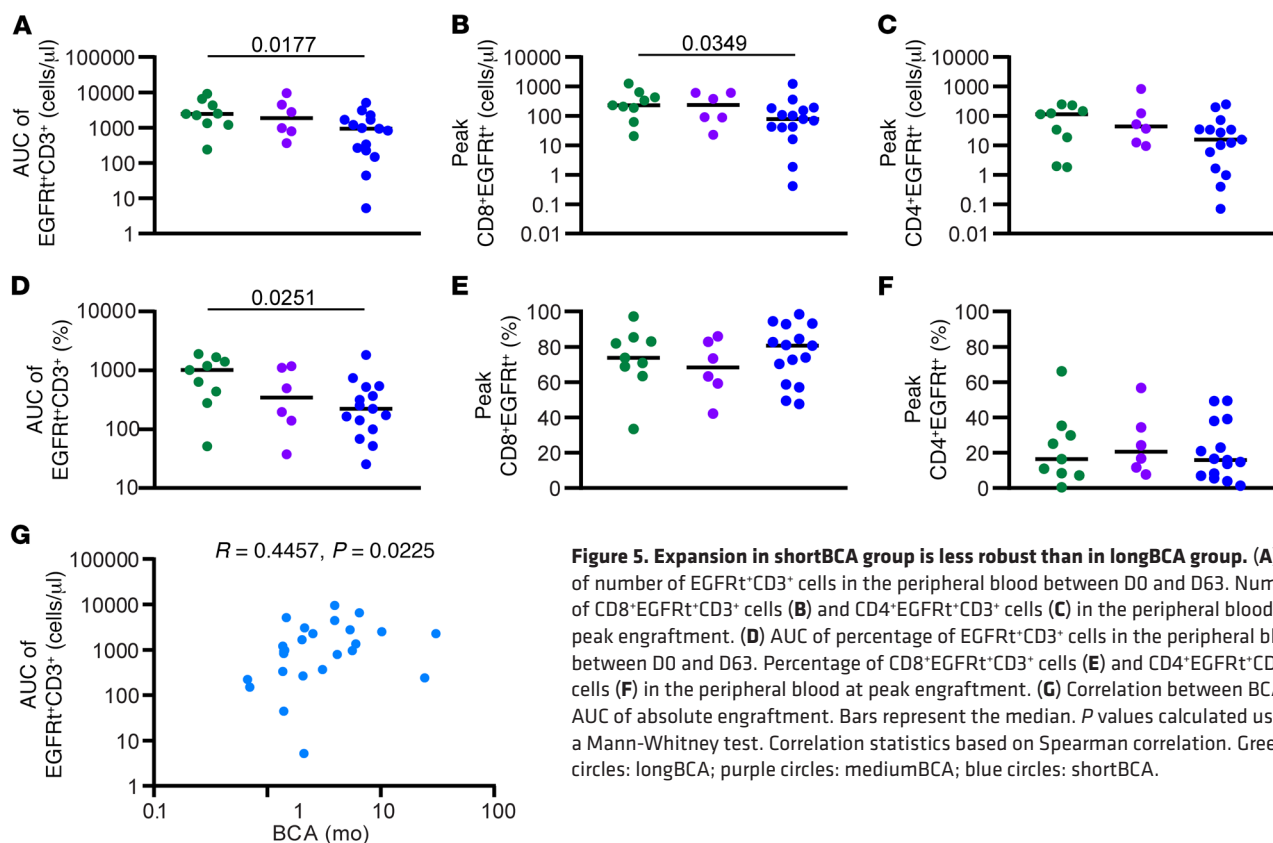 A
0.0177
100000
10000
1000
100
10
1
AUC of
EGFRt⁺CD3⁺ (cells/µl)
B
0.0349
10000
1000
100
10
1
0.1
0.01
Peak
CD8⁺EGFRt⁺ (cells/µl)
C
10000
1000
100
10
1
0.1
0.01
Peak
CD4⁺EGFRt⁺ (cells/µl)
D
0.0251
10000
1000
100
10
AUC of
EGFRt⁺CD3⁺ (%)
E
100
80
60
40
20
0
Peak
CD8⁺EGFRt⁺ (%)
F
100
80
60
40
20
0
Peak
CD4⁺EGFRt⁺ (%)
G
R = 0.4457, P = 0.0225
100000
10000
1000
100
10
1
AUC of
EGFRt⁺CD3⁺ (cells/µl)
0.1 1 10 100
BCA (mo)
Figure 5. Expansion in shortBCA group is less robust than in longBCA group. (A
of number of EGFRt⁺CD3⁺ cells in the peripheral blood between D0 and D63. Num
of CD8⁺EGFRt⁺CD3⁺ cells (B) and CD4⁺EGFRt⁺CD3⁺ cells (C) in the peripheral blood
peak engraftment. (D) AUC of percentage of EGFRt⁺CD3⁺ cells in the peripheral bl
between D0 and D63. Percentage of CD8⁺EGFRt⁺CD3⁺ cells (E) and CD4⁺EGFRt⁺CD
cells (F) in the peripheral blood at peak engraftment. (G) Correlation between BCA
AUC of absolute engraftment. Bars represent the median. P values calculated us
a Mann-Whitney test. Correlation statistics based on Spearman correlation. Gree
circles: longBCA; purple circles: mediumBCA; blue circles: shortBCA.